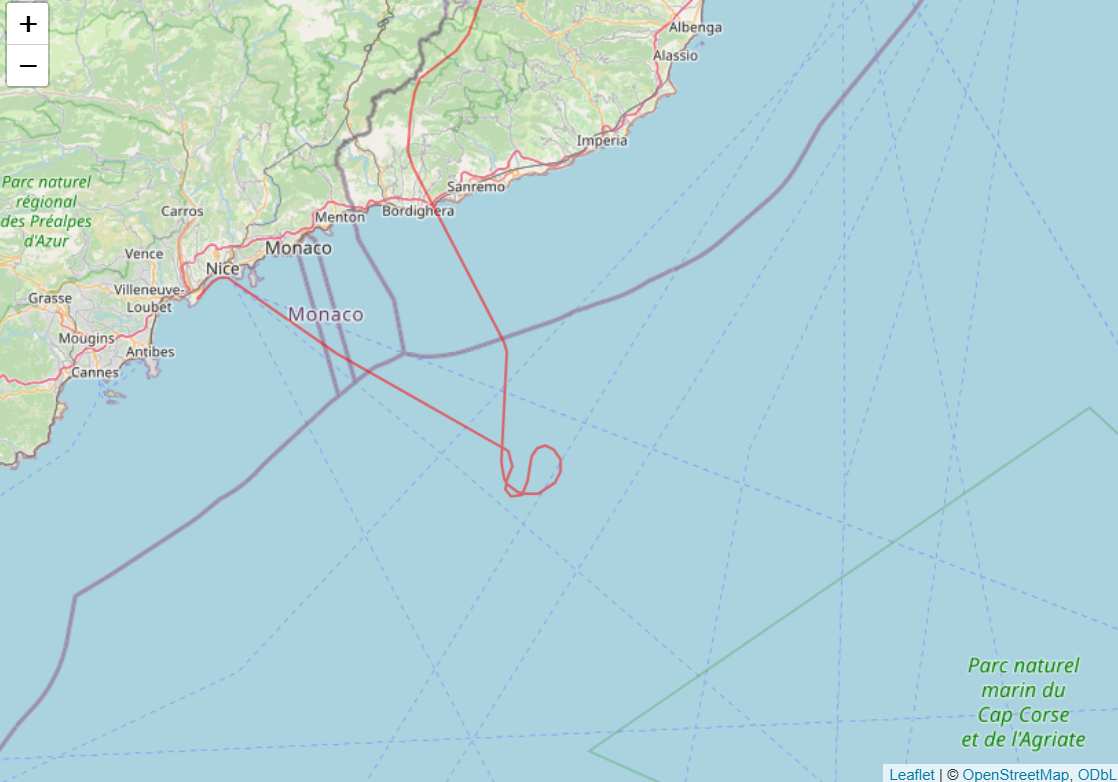 +
−
Albenga
Alassio
Imperia
Sanremo
Bordighera
Menton
Monaco
Parc naturel
régional
des Préalpes
d'Azur
Carros
Vence
Nice
Villeneuve-
Loubet
Grasse
Monaco
Mougins
Antibes
Cannes
Parc naturel
marin du
Cap Corse
et de l'Agriate
Leaflet | © OpenStreetMap, ODbL